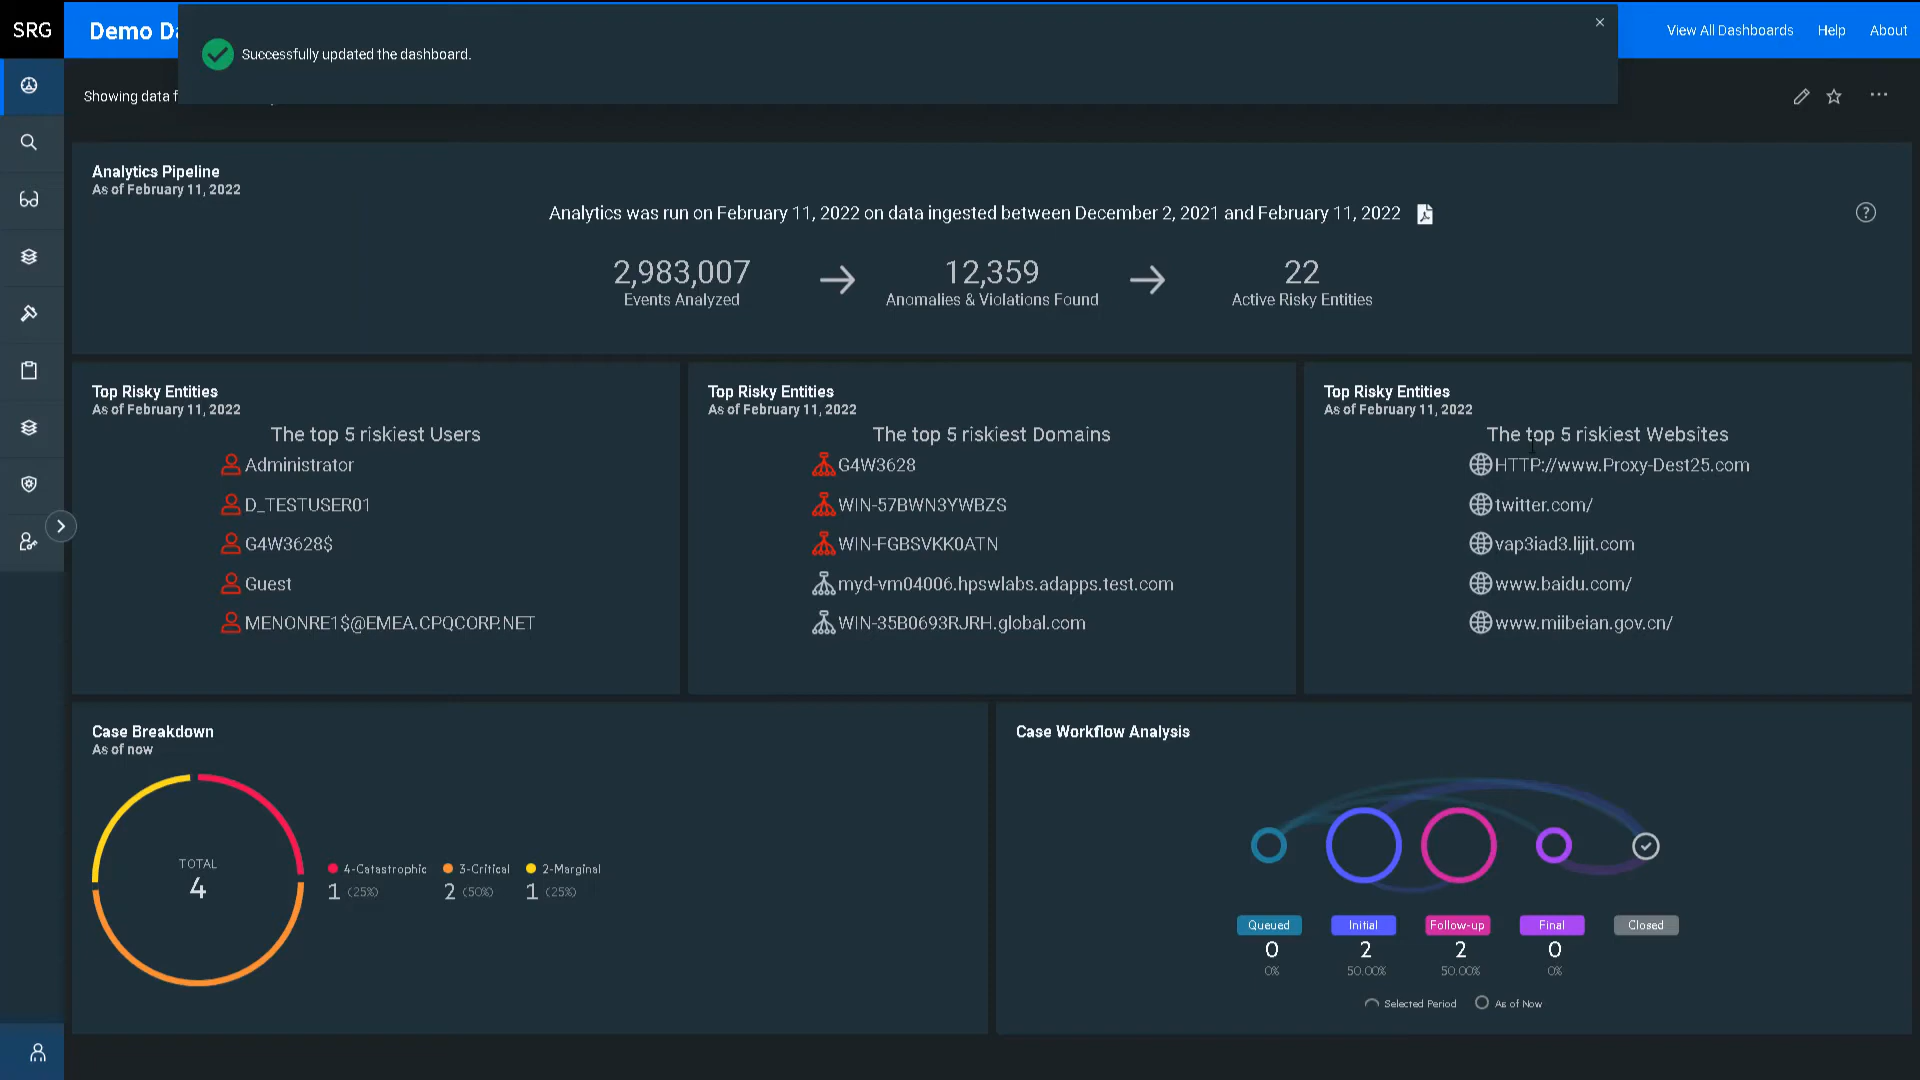 SRG
Demo Da
Successfully updated the dashboard.
View All Dashboards
Help
About
Showing data f
Analytics Pipeline
As of February 11, 2022
Analytics was run on February 11, 2022 on data ingested between December 2, 2021 and February 11, 2022
2,983,007
Events Analyzed
12,359
Anomalies & Violations Found
22
Active Risky Entities
Top Risky Entities
As of February 11, 2022
The top 5 riskiest Users
Administrator
D_TESTUSER01
G4W3628$
Guest
MENONRE1$@EMEA.CPQCORP.NET
Top Risky Entities
As of February 11, 2022
The top 5 riskiest Domains
G4W3628
WIN-57BWN3YWBZS
WIN-FGBSVKK0ATN
myd-vm04006.hpswlabs.adapps.test.com
WIN-35B0693RJRH.global.com
Top Risky Entities
As of February 11, 2022
The top 5 riskiest Websites
HTTP://www.Proxy-Dest25.com
twitter.com/
vap3iad3.lijit.com
www.baidu.com/
www.miibeian.gov.cn/
Case Breakdown
As of now
TOTAL
4
4-Catastrophic
1 (25%)
3-Critical
2 (50%)
2-Marginal
1 (25%)
Case Workflow Analysis
Queued
0
0%
Initial
2
50.00%
Follow-up
2
50.00%
Final
0
0%
Closed
Selected Period
As of Now